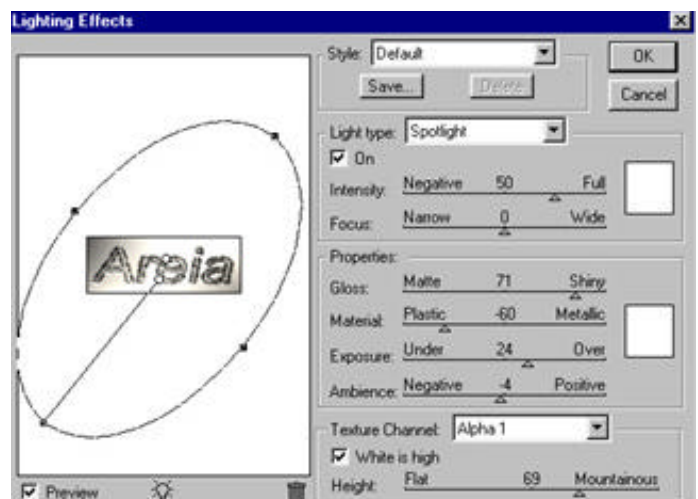 Lighting Effects
Style: Default
OK
Save...
Delete
Cancel
Light type: Spotlight
On
Intensity: Negative 50 Full
Focus: Narrow 0 Wide
Areia
Properties:
Gloss: Matte 71 Shiny
Material: Plastic -60 Metallic
Exposure: Under 24 Over
Ambience: Negative -4 Positive
Texture Channel: Alpha 1
White is high
Height: Flat 69 Mountainous
Preview